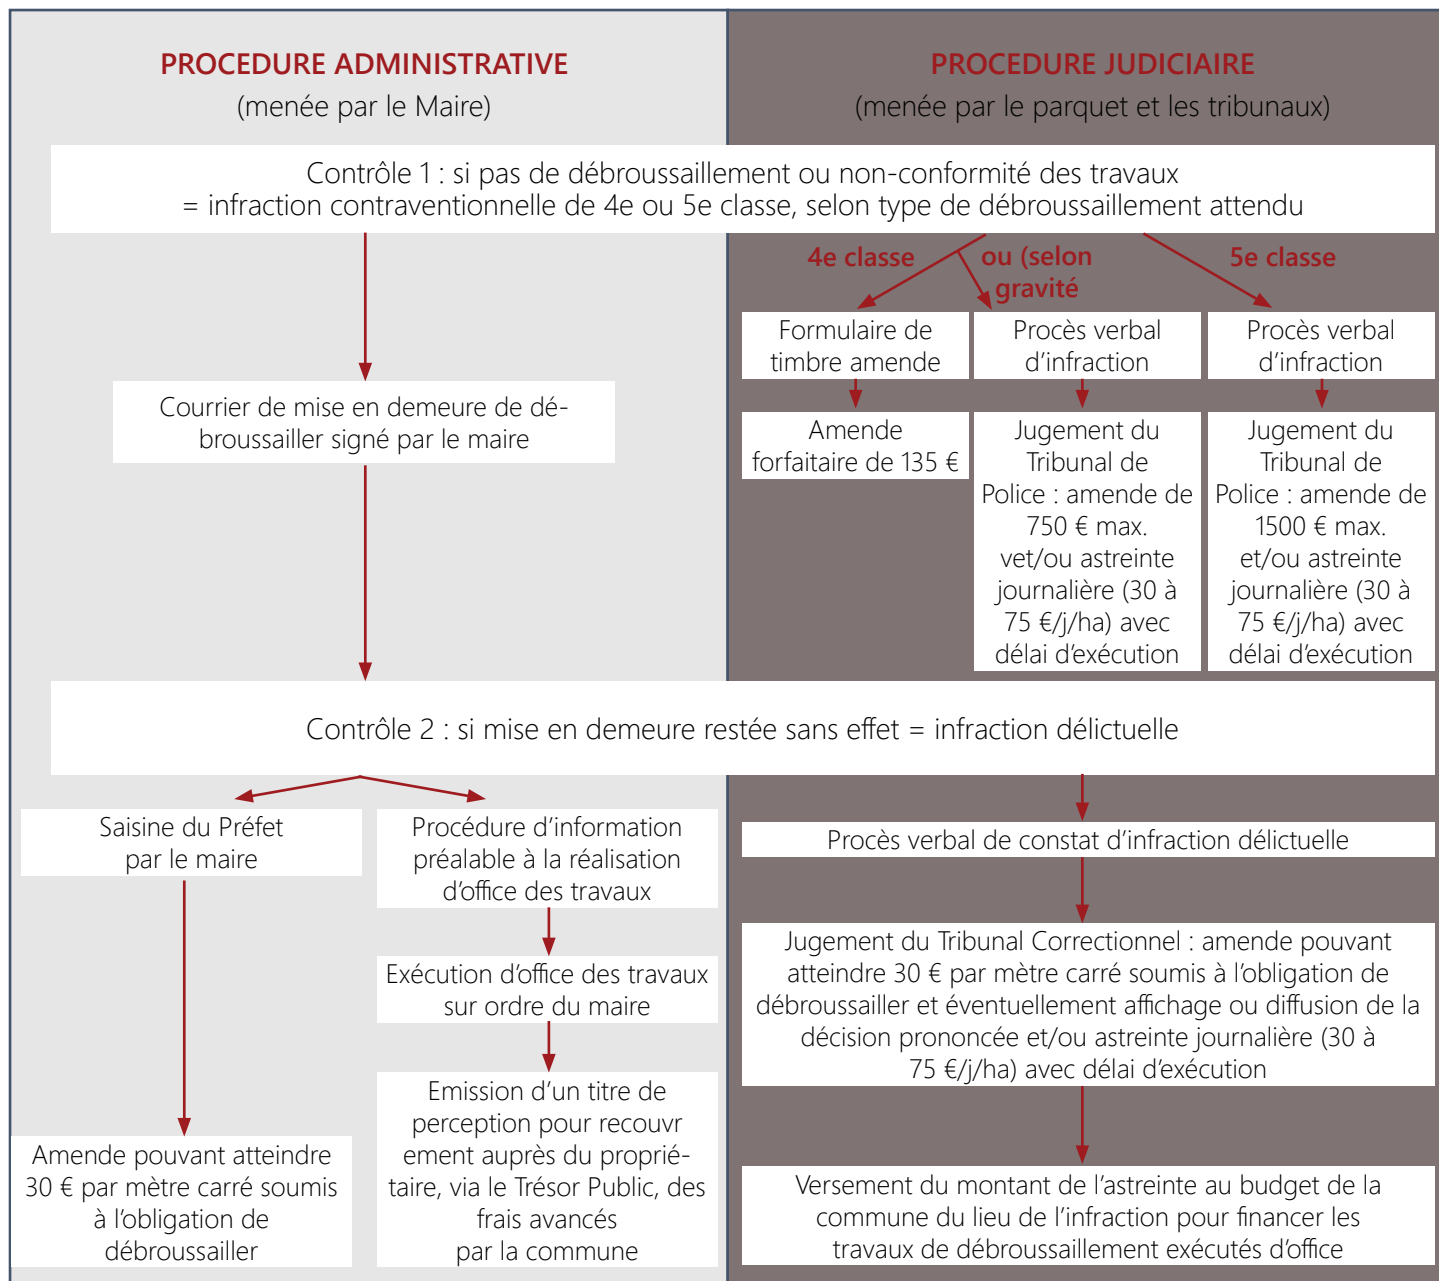 PROCEDURE ADMINISTRATIVE
(menée par le Maire)
PROCEDURE JUDICIAIRE
(menée par le parquet et les tribunaux)
Contrôle 1 : si pas de débroussaillement ou non-conformité des travaux
= infraction contraventionnelle de 4e ou 5e classe, selon type de débroussaillement attendu
4e classe
ou (selon
gravité
5e classe
Formulaire de
timbre amende
Procès verbal
d'infraction
Procès verbal
d'infraction
Courrier de mise en demeure de dé-
broussailler signé par le maire
Amende
forfaitaire de 135 €
Jugement du
Tribunal de
Police : amende de
750 € max.
vet/ou astreinte
journalière (30 à
75 €/j/ha) avec
délai d'exécution
Jugement du
Tribunal de
Police : amende de
1500 € max.
et/ou astreinte
journalière (30 à
75 €/j/ha) avec
délai d'exécution
Contrôle 2 : si mise en demeure restée sans effet = infraction délictuelle
Saisine du Préfet
par le maire
Procédure d'information
préalable à la réalisation
d'office des travaux
Procès verbal de constat d'infraction délictuelle
Exécution d'office des travaux
sur ordre du maire
Jugement du Tribunal Correctionnel : amende pouvant
atteindre 30 € par mètre carré soumis à l'obligation de
débroussailler et éventuellement affichage ou diffusion de la
décision prononcée et/ou astreinte journalière (30 à
75 €/j/ha) avec délai d'exécution
Amende pouvant atteindre
30 € par mètre carré soumis
à l'obligation de
débroussailler
Emission d'un titre de
perception pour recouvr
ement auprès du proprié-
taire, via le Trésor Public, des
frais avancés
par la commune
Versement du montant de l'astreinte au budget de la
commune du lieu de l'infraction pour financer les
travaux de débroussaillement exécutés d'office